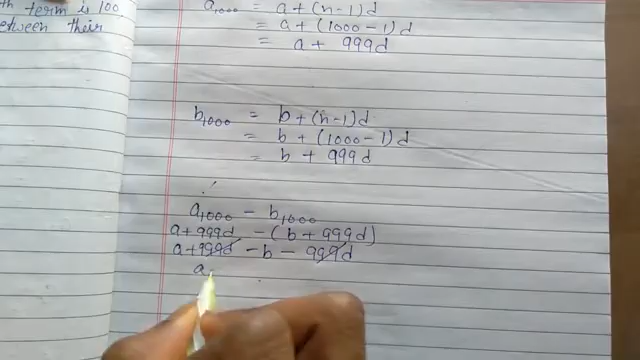 th term is 100
etween their
a1000 = a + (n-1)d
= a + (1000-1)d
= a + 999d
b1000 = b + (n-1)d
= b + (1000-1)d
= b + 999d
∴
a1000 - b1000
a + 999d - (b + 999d)
a + 999d - b - 999d
a